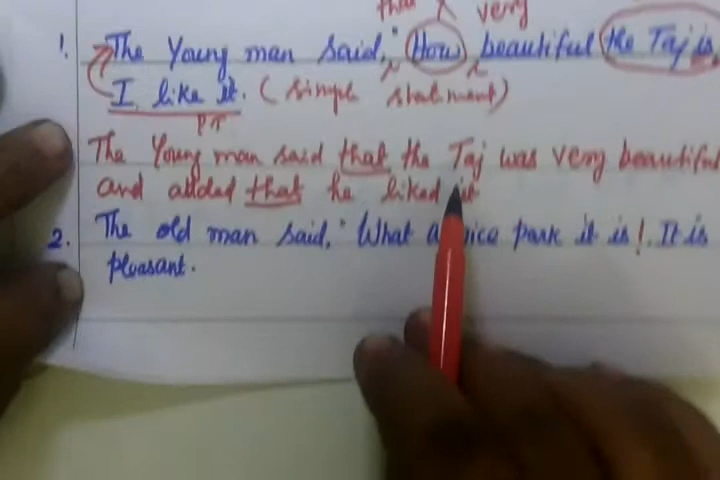 that ⁁ very
1. The Young man said," How beautiful the Taj is.
I like it. (simple statment)
PT
The Young man said that the Taj was very beautiful
and added that he liked it
2. The old man said," What a nice park it is!. It is
pleasant.